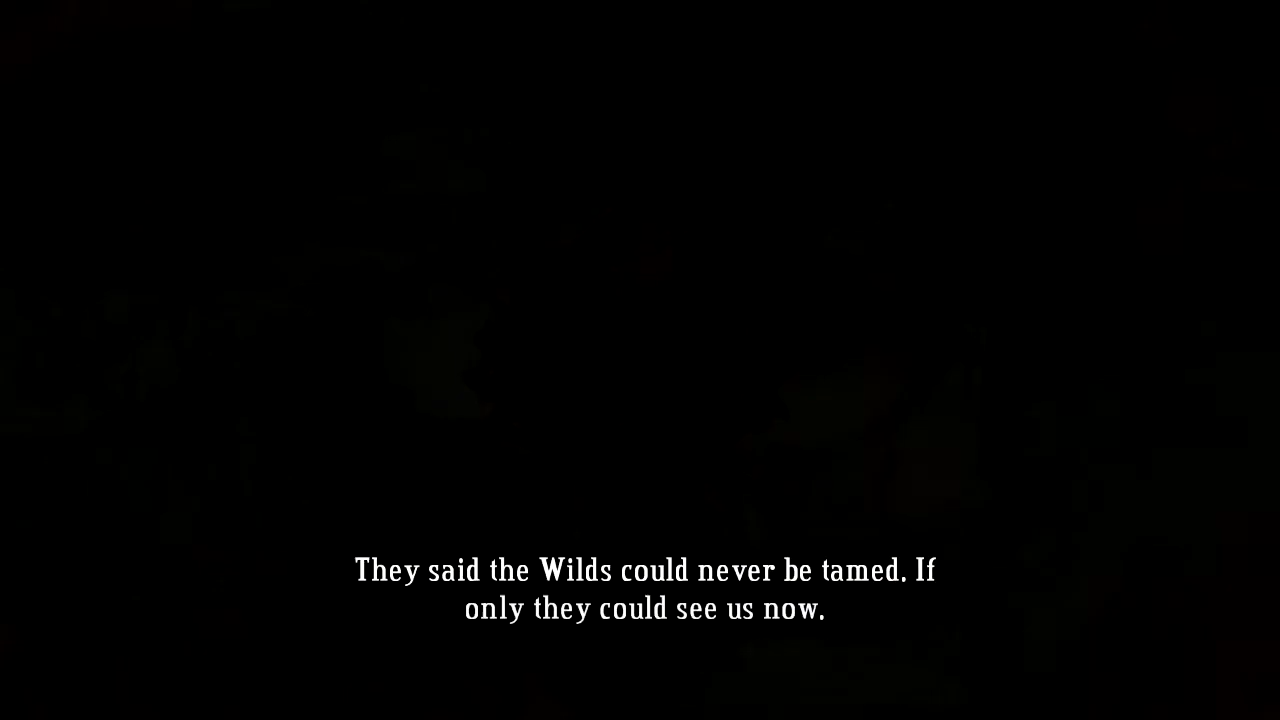 They said the Wilds could never be tamed. If
only they could see us now.